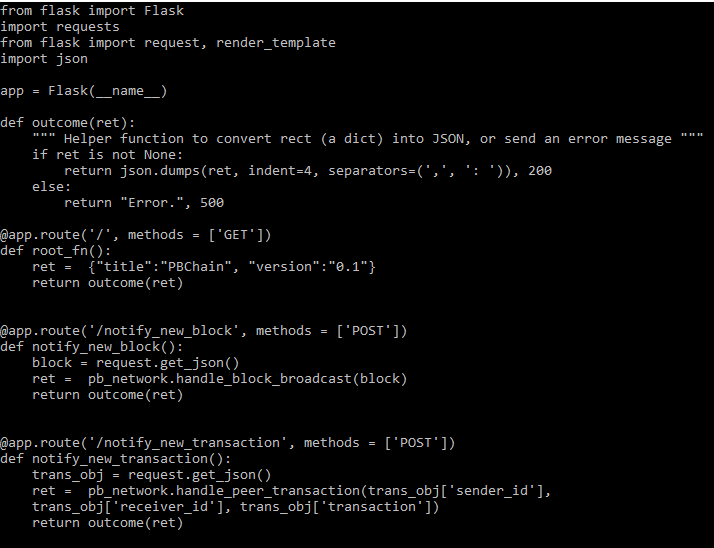 from flask import Flask
import requests
from flask import request, render_template
import json

app = Flask(__name__)

def outcome(ret):
    """ Helper function to convert rect (a dict) into JSON, or send an error message """
    if ret is not None:
        return json.dumps(ret, indent=4, separators=(',', ': ')), 200
    else:
        return "Error.", 500

@app.route('/', methods = ['GET'])
def root_fn():
    ret =  {"title":"PBChain", "version":"0.1"}
    return outcome(ret)


@app.route('/notify_new_block', methods = ['POST'])
def notify_new_block():
    block = request.get_json()
    ret =  pb_network.handle_block_broadcast(block)
    return outcome(ret)


@app.route('/notify_new_transaction', methods = ['POST'])
def notify_new_transaction():
    trans_obj = request.get_json()
    ret =  pb_network.handle_peer_transaction(trans_obj['sender_id'],
    trans_obj['receiver_id'], trans_obj['transaction'])
    return outcome(ret)